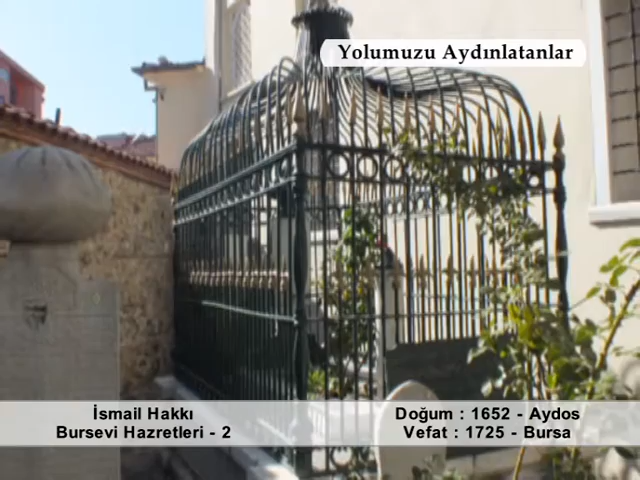 Yolumuzu Aydınlatanlar
İsmail Hakkı
Bursevi Hazretleri - 2
Doğum : 1652 - Aydos
Vefat : 1725 - Bursa